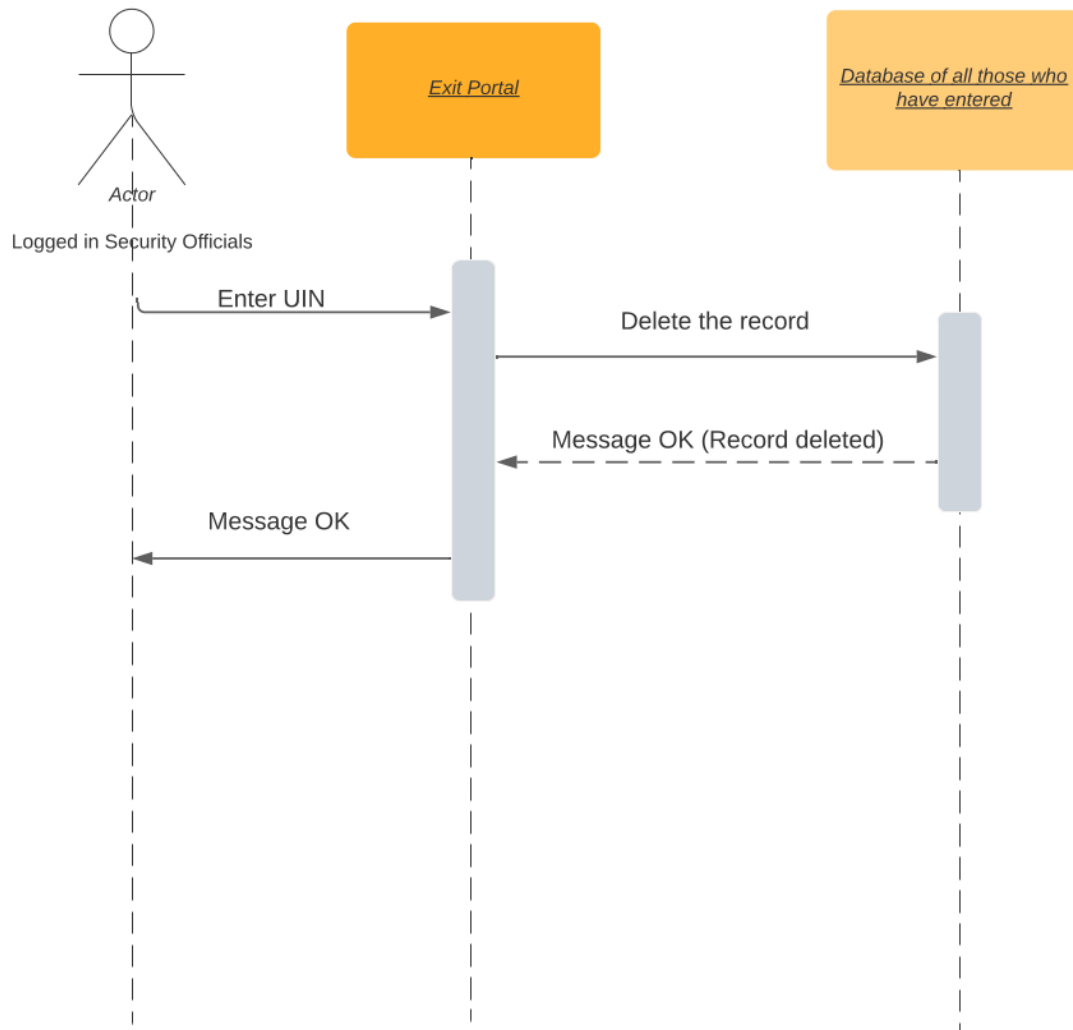 Exit Portal
Database of all those who
have entered
Actor
Logged in Security Officials
Enter UIN
Delete the record
Message OK (Record deleted)
Message OK